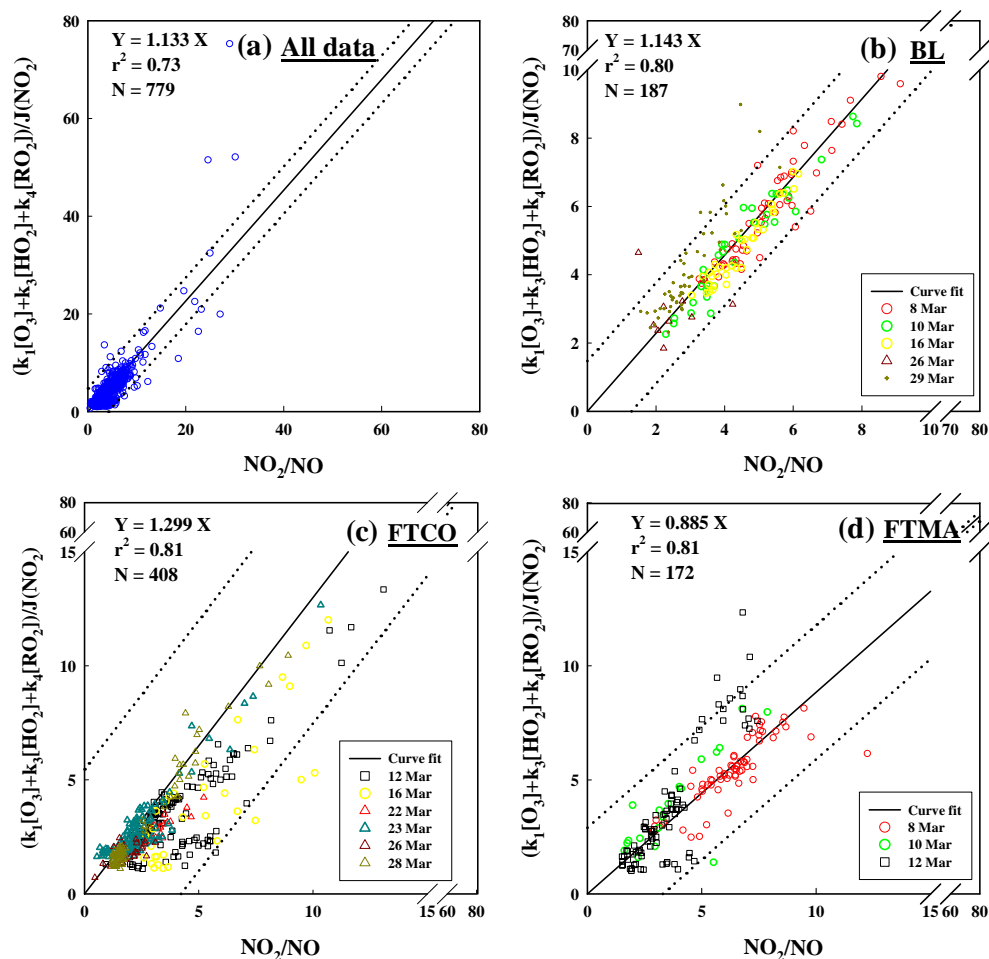 (a) All data
Y = 1.133 X
r² = 0.73
N = 779
80
60
40
20
0
0 20 40 60 80
(k₁[O₃]+k₃[HO₂]+k₄[RO₂])/J(NO₂)
NO₂/NO
(b) BL
Y = 1.143 X
r² = 0.80
N = 187
80
70
10
8
6
4
2
0
0 2 4 6 8 10 70 80
(k₁[O₃]+k₃[HO₂]+k₄[RO₂])/J(NO₂)
NO₂/NO
Curve fit
8 Mar
10 Mar
16 Mar
26 Mar
29 Mar
(c) FTCO
Y = 1.299 X
r² = 0.81
N = 408
80
60
15
10
5
0
0 5 10 15 60 80
(k₁[O₃]+k₃[HO₂]+k₄[RO₂])/J(NO₂)
NO₂/NO
Curve fit
12 Mar
16 Mar
22 Mar
23 Mar
26 Mar
28 Mar
(d) FTMA
Y = 0.885 X
r² = 0.81
N = 172
80
60
15
10
5
0
0 5 10 15 60 80
(k₁[O₃]+k₃[HO₂]+k₄[RO₂])/J(NO₂)
NO₂/NO
Curve fit
8 Mar
10 Mar
12 Mar